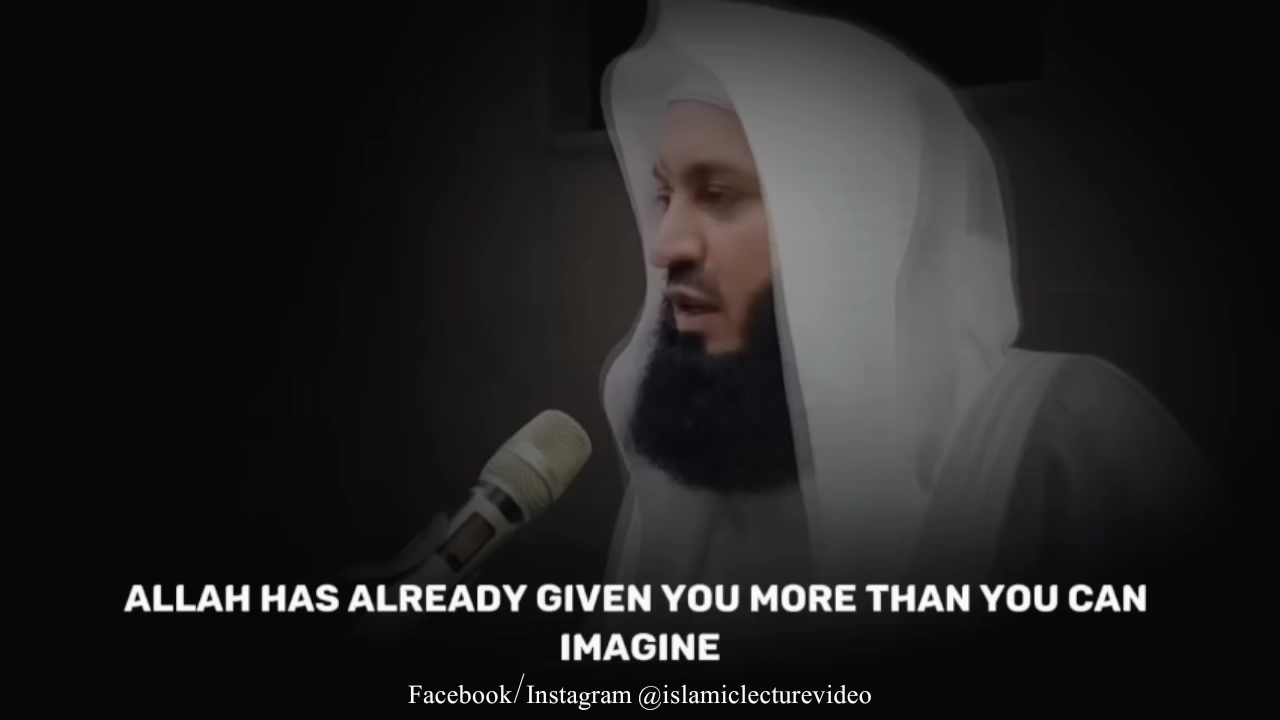 ALLAH HAS ALREADY GIVEN YOU MORE THAN YOU CAN
IMAGINE
Facebook/Instagram @islamiclecturevideo